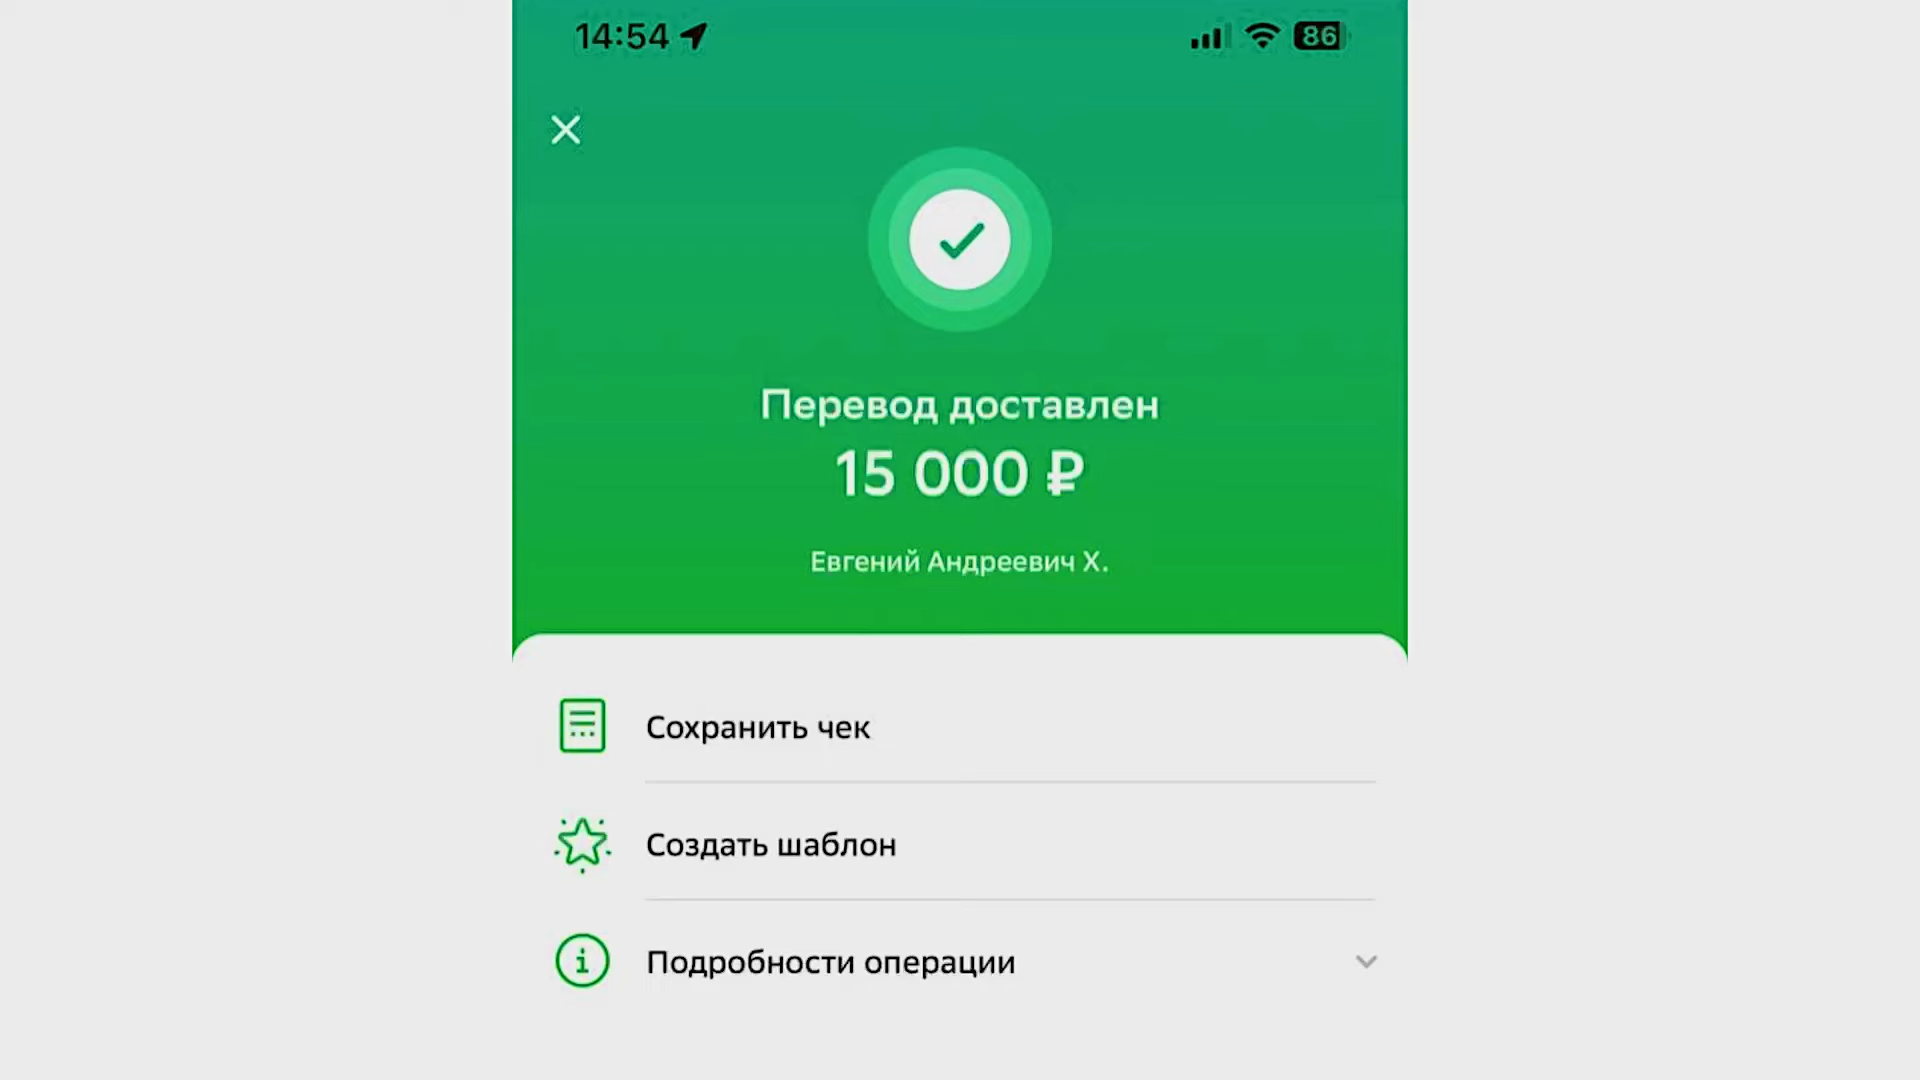 14:54
86
Перевод доставлен
15 000 ₽
Евгений Андреевич Х.
Сохранить чек
Создать шаблон
Подробности операции